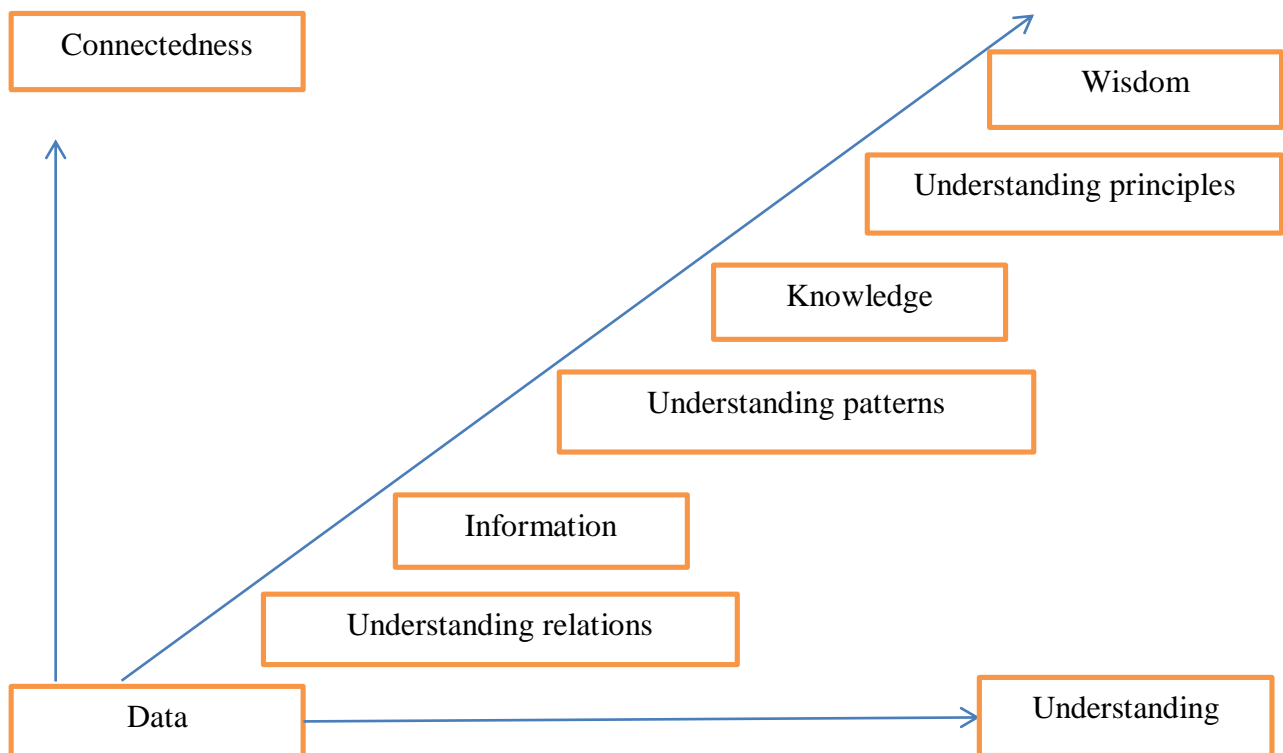 Connectedness
Wisdom
Understanding principles
Knowledge
Understanding patterns
Information
Understanding relations
Data
Understanding